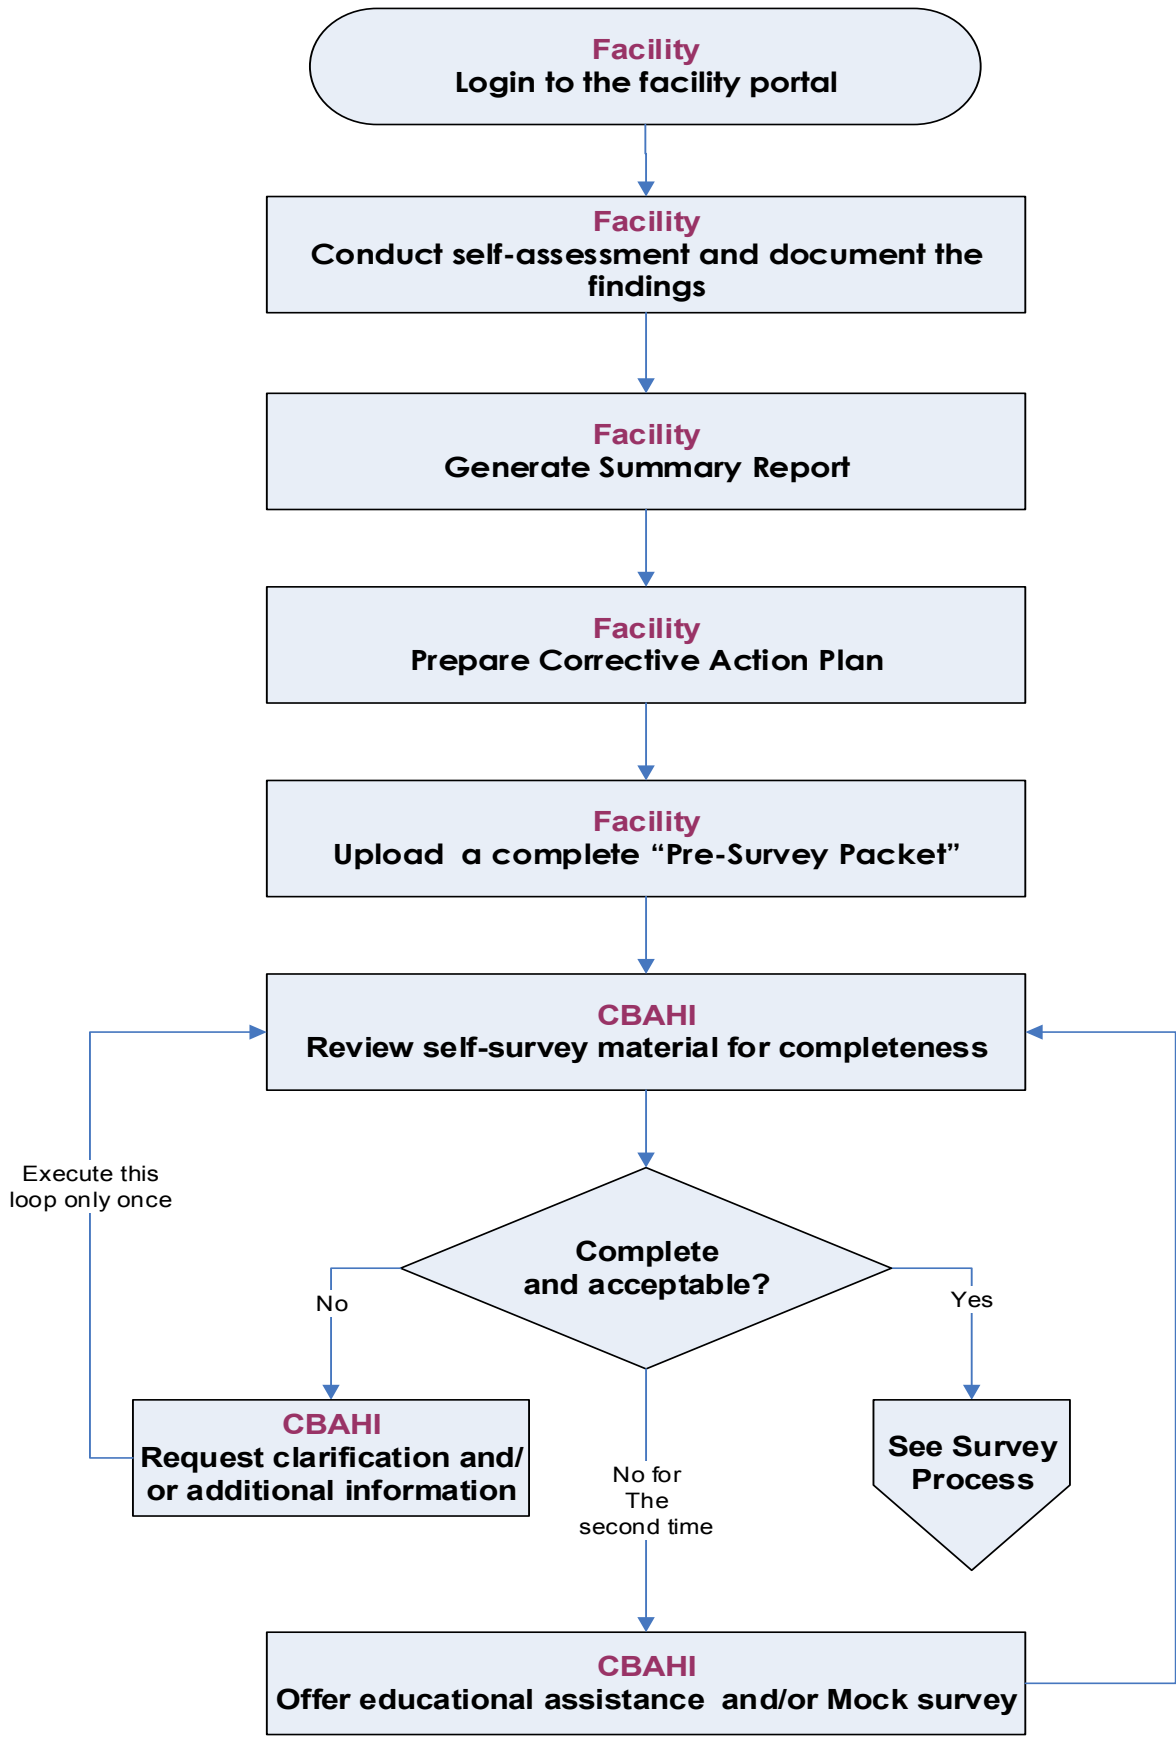 Facility
Login to the facility portal
Facility
Conduct self-assessment and document the
findings
Facility
Generate Summary Report
Facility
Prepare Corrective Action Plan
Facility
Upload  a complete “Pre-Survey Packet”
CBAHI
Review self-survey material for completeness
Execute this
loop only once
Complete
and acceptable?
No
Yes
CBAHI
Request clarification and/
or additional information
No for
The
second time
See Survey
Process
CBAHI
Offer educational assistance  and/or Mock survey